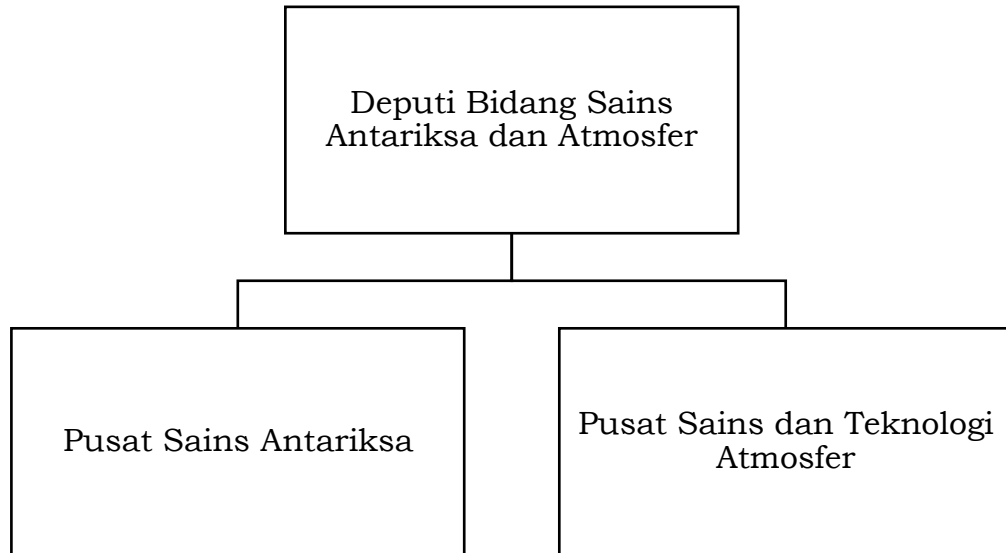 Deputi Bidang Sains
Antariksa dan Atmosfer
Pusat Sains Antariksa
Pusat Sains dan Teknologi
Atmosfer